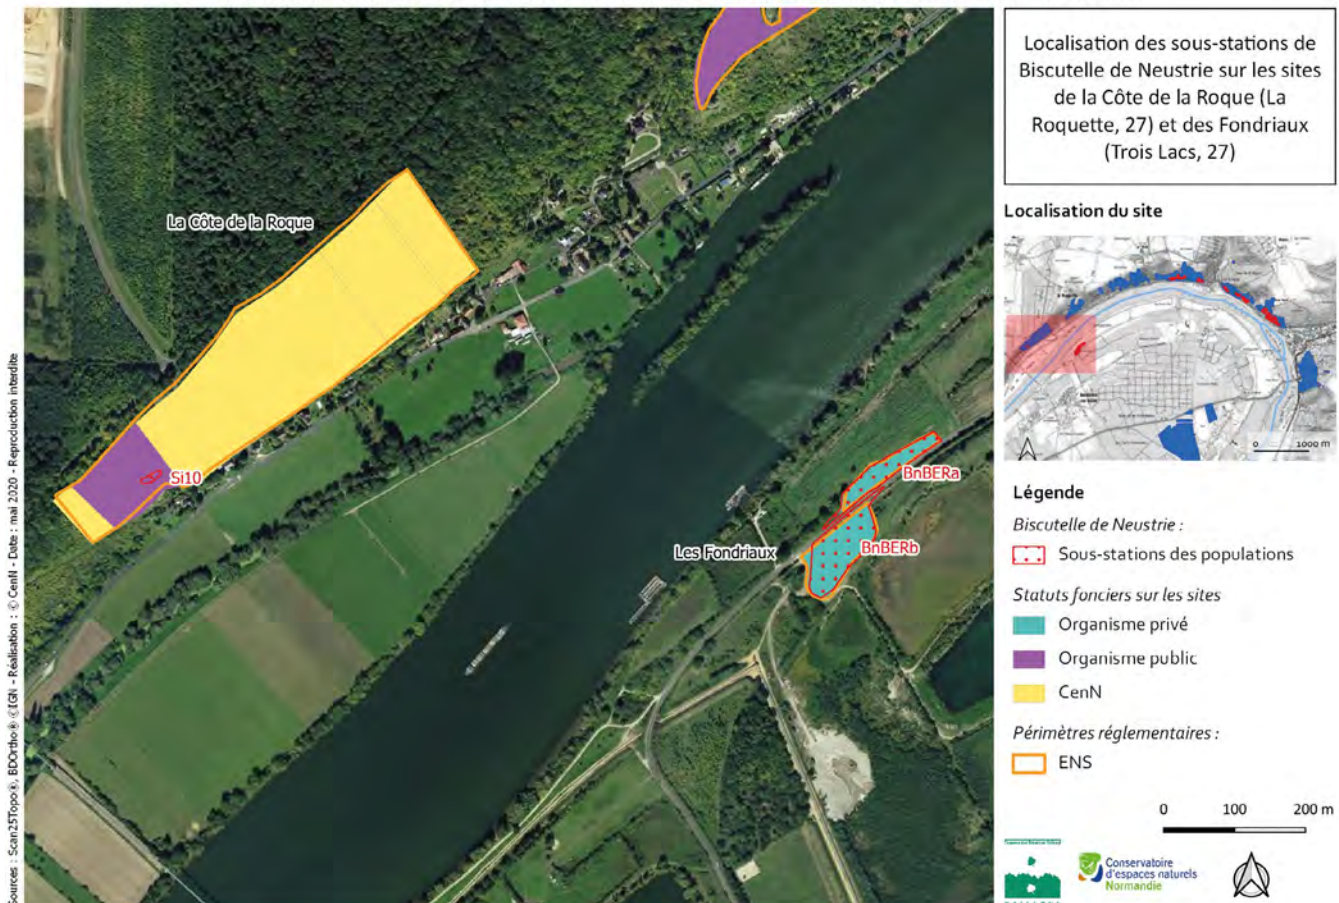 Localisation des sous-stations de
Biscutelle de Neustrie sur les sites
de la Côte de la Roque (La
Roquette, 27) et des Fondriaux
(Trois Lacs, 27)
Localisation du site
0 1000 m
Légende
Biscutelle de Neustrie :
Sous-stations des populations
Statuts fonciers sur les sites
Organisme privé
Organisme public
CenN
Périmètres réglementaires :
ENS
0 100 200 m
Conservatoire
d'espaces naturels
Normandie
La Côte de la Roque
Si10
BnBERa
BnBERb
Les Fondriaux
Sources : Scan25Topo®, BDOrtho® ©IGN - Réalisation : © CenN - Date : mai 2020 - Reproduction interdite